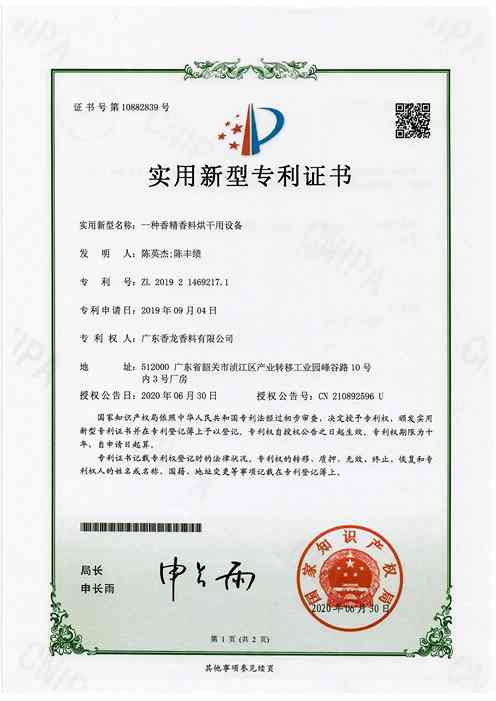 证书号第10882839号
实用新型专利证书
实用新型名称：一种香精香料烘干用设备
发明人：陈英杰;陈丰绩
专利号：ZL 2019 2 1469217.1
专利申请日：2019年09月04日
专利权人：广东香龙香料有限公司
地址：512000 广东省韶关市浈江区产业转移工业园峰谷路10号
内3号厂房
授权公告日：2020年06月30日 授权公告号：CN 210892596 U
国家知识产权局依照中华人民共和国专利法经过初步审查，决定授予专利权，颁发实用
新型专利证书并在专利登记簿上予以登记。专利权自授权公告之日起生效。专利权期限为十
年，自申请日起算。
专利证书记载专利权登记时的法律状况。专利权的转移、质押、无效、终止、恢复和专
利权人的姓名或名称、国籍、地址变更等事项记载在专利登记簿上。
局长
申长雨
申长雨
国家知识产权局
2020年06月30日
第 1 页 (共 2 页)
其他事项参见续页
CNIPA